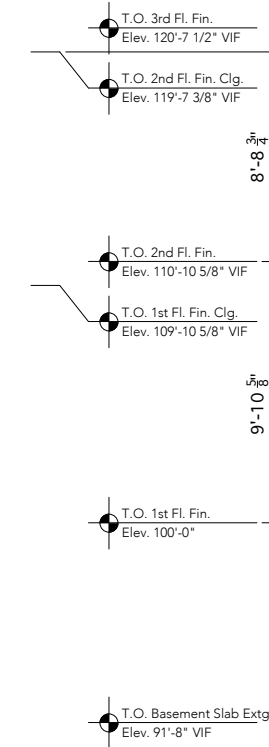 T.O. 3rd Fl. Fin.
Elev. 120'-7 1/2" VIF
T.O. 2nd Fl. Fin. Clg.
Elev. 119'-7 3/8" VIF
8'-8 3/4"
T.O. 2nd Fl. Fin.
Elev. 110'-10 5/8" VIF
T.O. 1st Fl. Fin. Clg.
Elev. 109'-10 5/8" VIF
9'-10 5/8"
T.O. 1st Fl. Fin.
Elev. 100'-0"
T.O. Basement Slab Extg
Elev. 91'-8" VIF